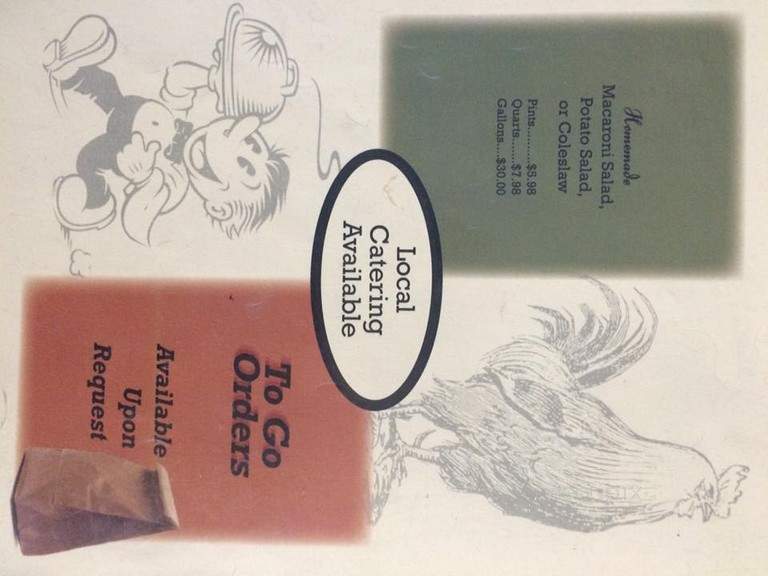 Homemade
Macaroni Salad,
Potato Salad,
or Coleslaw
Pints..........$5.98
Quarts.......$7.98
Gallons....$30.00
Local
Catering
Available
To Go
Orders
Available
Upon
Request